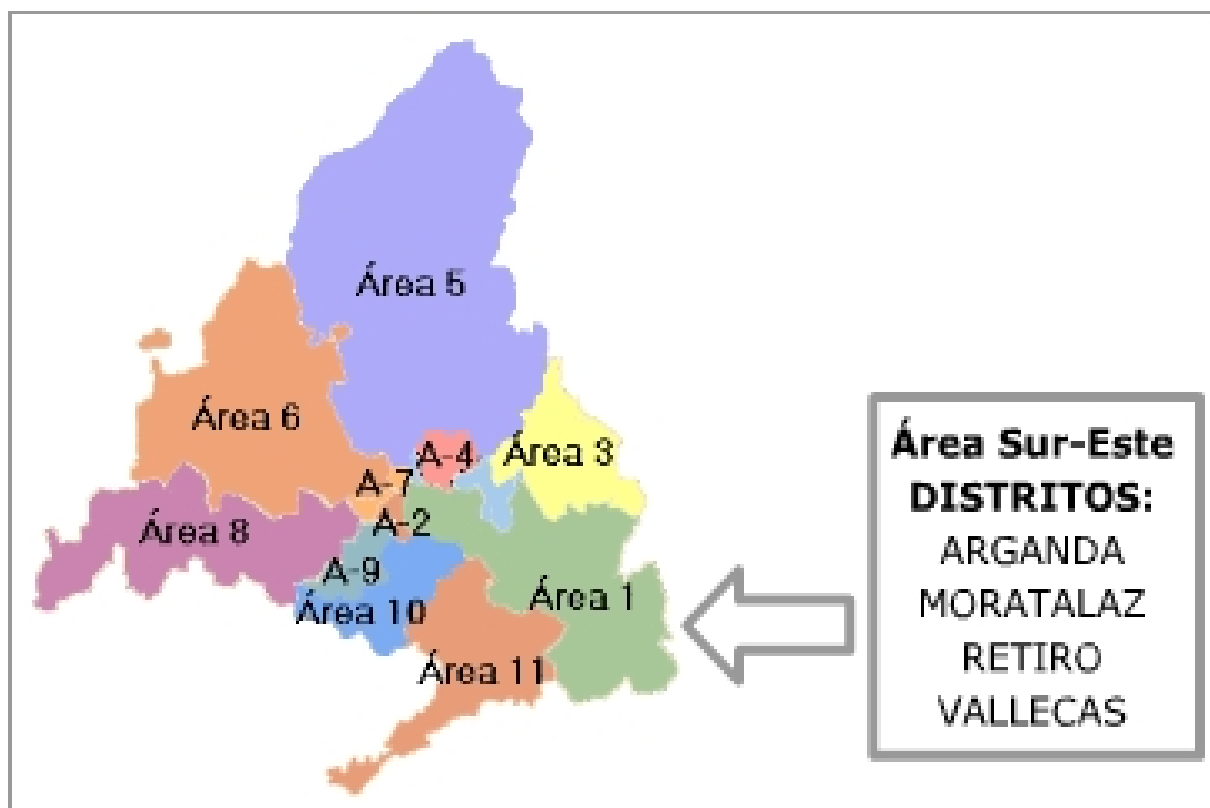 Área 5
Área 6
A-4
Área 3
A-7
A-2
Área 8
A-9
Área 1
Área 10
Área 11
Área Sur-Este
DISTRITOS:
ARGANDA
MORATALAZ
RETIRO
VALLECAS